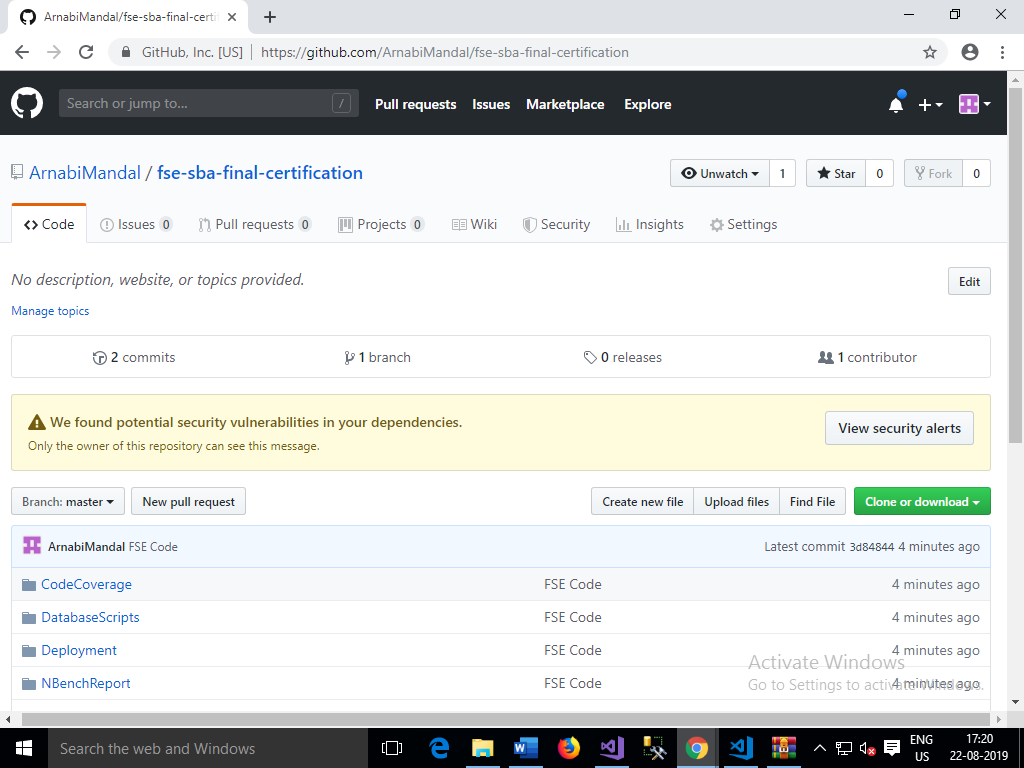 ArnabiMandal/fse-sba-final-certi
GitHub, Inc. [US] | https://github.com/ArnabiMandal/fse-sba-final-certification
Search or jump to... / Pull requests Issues Marketplace Explore
ArnabiMandal / fse-sba-final-certification Unwatch 1 Star 0 Fork 0
Code Issues 0 Pull requests 0 Projects 0 Wiki Security Insights Settings
No description, website, or topics provided. Edit
Manage topics
2 commits 1 branch 0 releases 1 contributor
We found potential security vulnerabilities in your dependencies.
Only the owner of this repository can see this message.
View security alerts
Branch: master New pull request Create new file Upload files Find File Clone or download
ArnabiMandal FSE Code Latest commit 3d84844 4 minutes ago
CodeCoverage FSE Code 4 minutes ago
DatabaseScripts FSE Code 4 minutes ago
Deployment FSE Code 4 minutes ago
NBenchReport FSE Code 4 minutes ago
Activate Windows
Go to Settings to activate Windows.
Search the web and Windows
ENG
US
17:20
22-08-2019